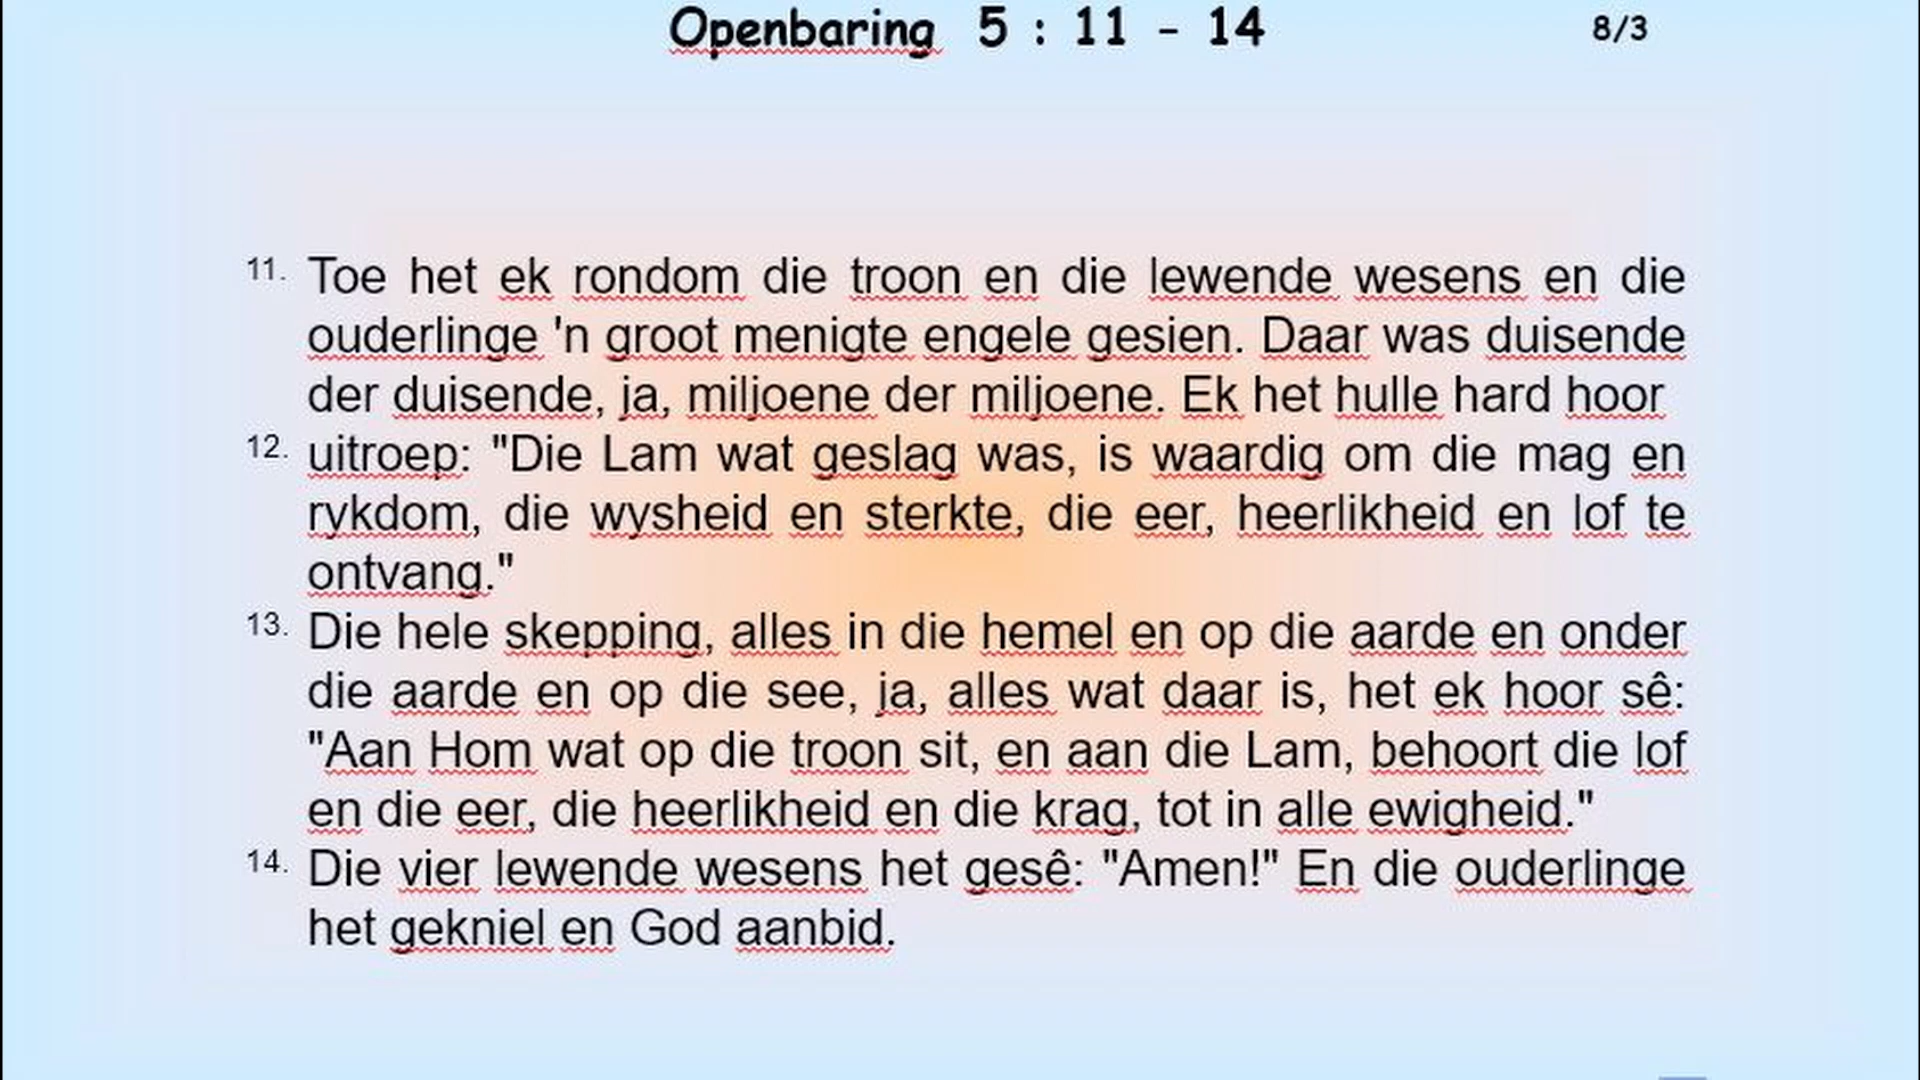 Openbaring 5 : 11 - 14 8/3
11. Toe het ek rondom die troon en die lewende wesens en die
ouderlinge 'n groot menigte engele gesien. Daar was duisende
der duisende, ja, miljoene der miljoene. Ek het hulle hard hoor
12. uitroep: "Die Lam wat geslag was, is waardig om die mag en
rykdom, die wysheid en sterkte, die eer, heerlikheid en lof te
ontvang."
13. Die hele skepping, alles in die hemel en op die aarde en onder
die aarde en op die see, ja, alles wat daar is, het ek hoor sê:
"Aan Hom wat op die troon sit, en aan die Lam, behoort die lof
en die eer, die heerlikheid en die krag, tot in alle ewigheid."
14. Die vier lewende wesens het gesê: "Amen!" En die ouderlinge
het gekniel en God aanbid.